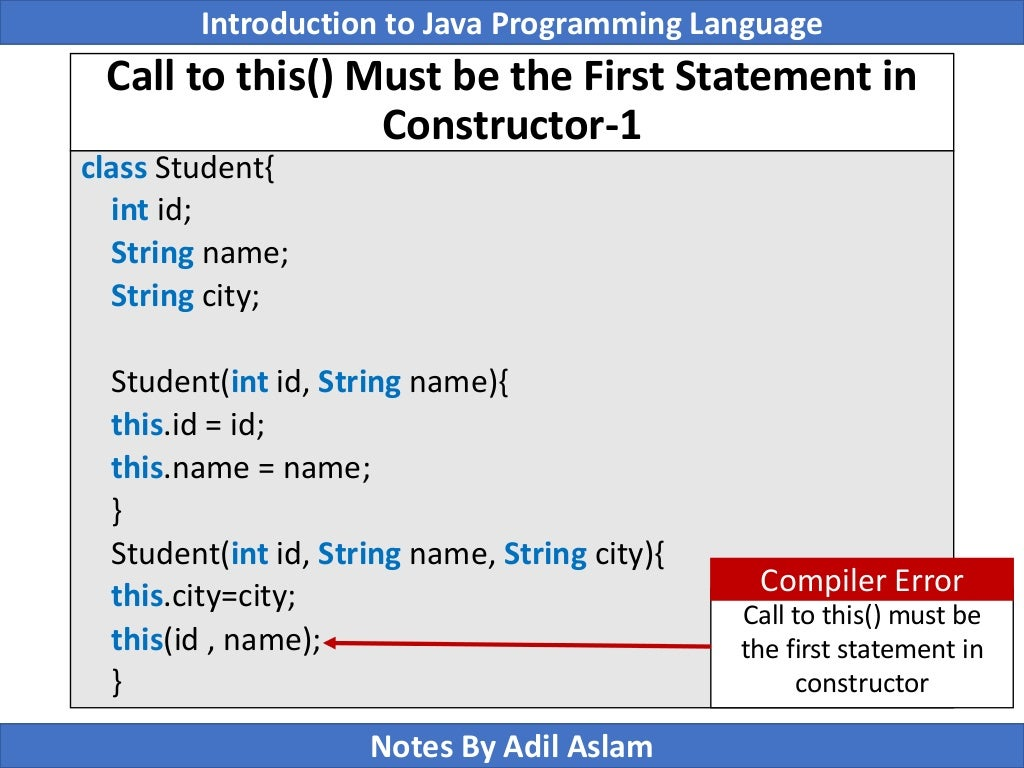 Introduction to Java Programming Language
Call to this() Must be the First Statement in
Constructor-1
class Student{
int id;
String name;
String city;
Student(int id, String name){
this.id = id;
this.name = name;
}
Student(int id, String name, String city){
this.city=city;
this(id , name);
}
Compiler Error
Call to this() must be
the first statement in
constructor
Notes By Adil Aslam